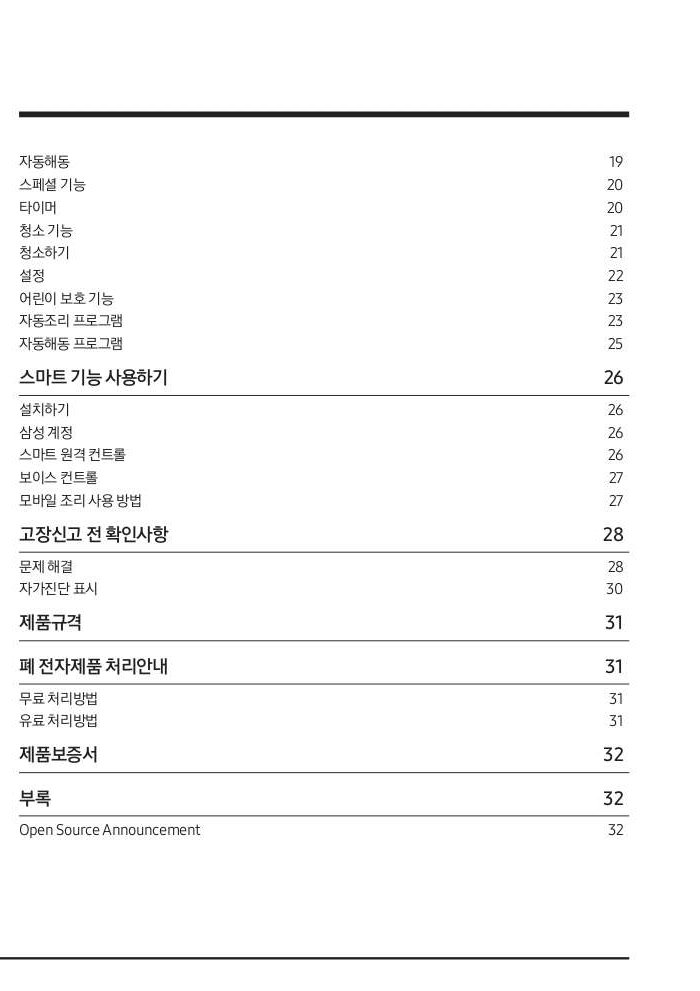 자동해동 19
스페셜 기능 20
타이머 20
청소 기능 21
청소하기 21
설정 22
어린이 보호 기능 23
자동조리 프로그램 23
자동해동 프로그램 25
스마트 기능 사용하기 26
설치하기 26
삼성 계정 26
스마트 원격 컨트롤 26
보이스 컨트롤 27
모바일 조리 사용 방법 27
고장신고 전 확인사항 28
문제 해결 28
자가진단 표시 30
제품규격 31
폐 전자제품 처리안내 31
무료 처리방법 31
유료 처리방법 31
제품보증서 32
부록 32
Open Source Announcement 32